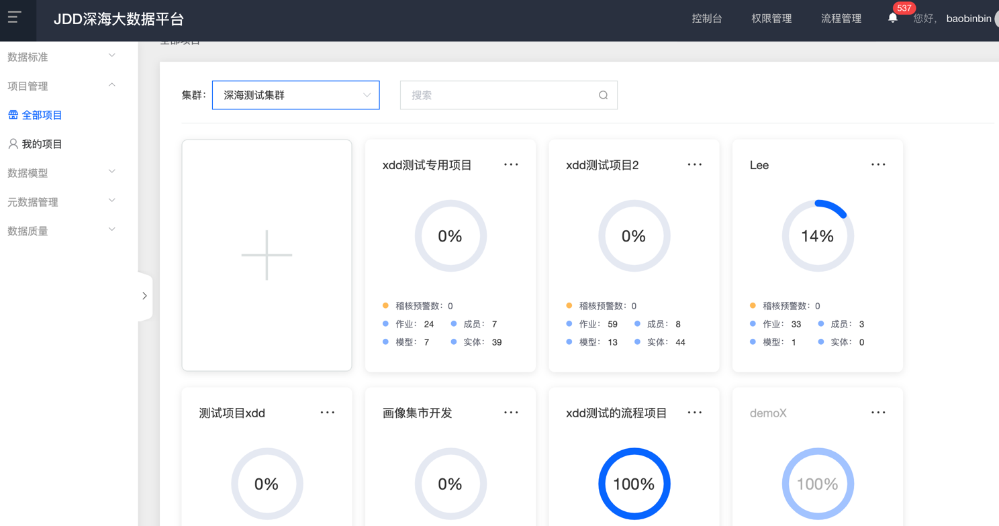 JDD深海大数据平台
控制台 权限管理 流程管理 537 您好, baobinbin
全部项目
数据标准
项目管理
全部项目
我的项目
数据模型
元数据管理
数据质量
集群: 深海测试集群 搜索
xdd测试专用项目 ···
0%
稽核预警数: 0
作业: 24 成员: 7
模型: 7 实体: 39
xdd测试项目2 ···
0%
稽核预警数: 0
作业: 59 成员: 8
模型: 13 实体: 44
Lee ···
14%
稽核预警数: 0
作业: 33 成员: 3
模型: 1 实体: 0
测试项目xdd ···
0%
画像集市开发 ···
0%
xdd测试的流程项目 ···
100%
demoX ···
100%